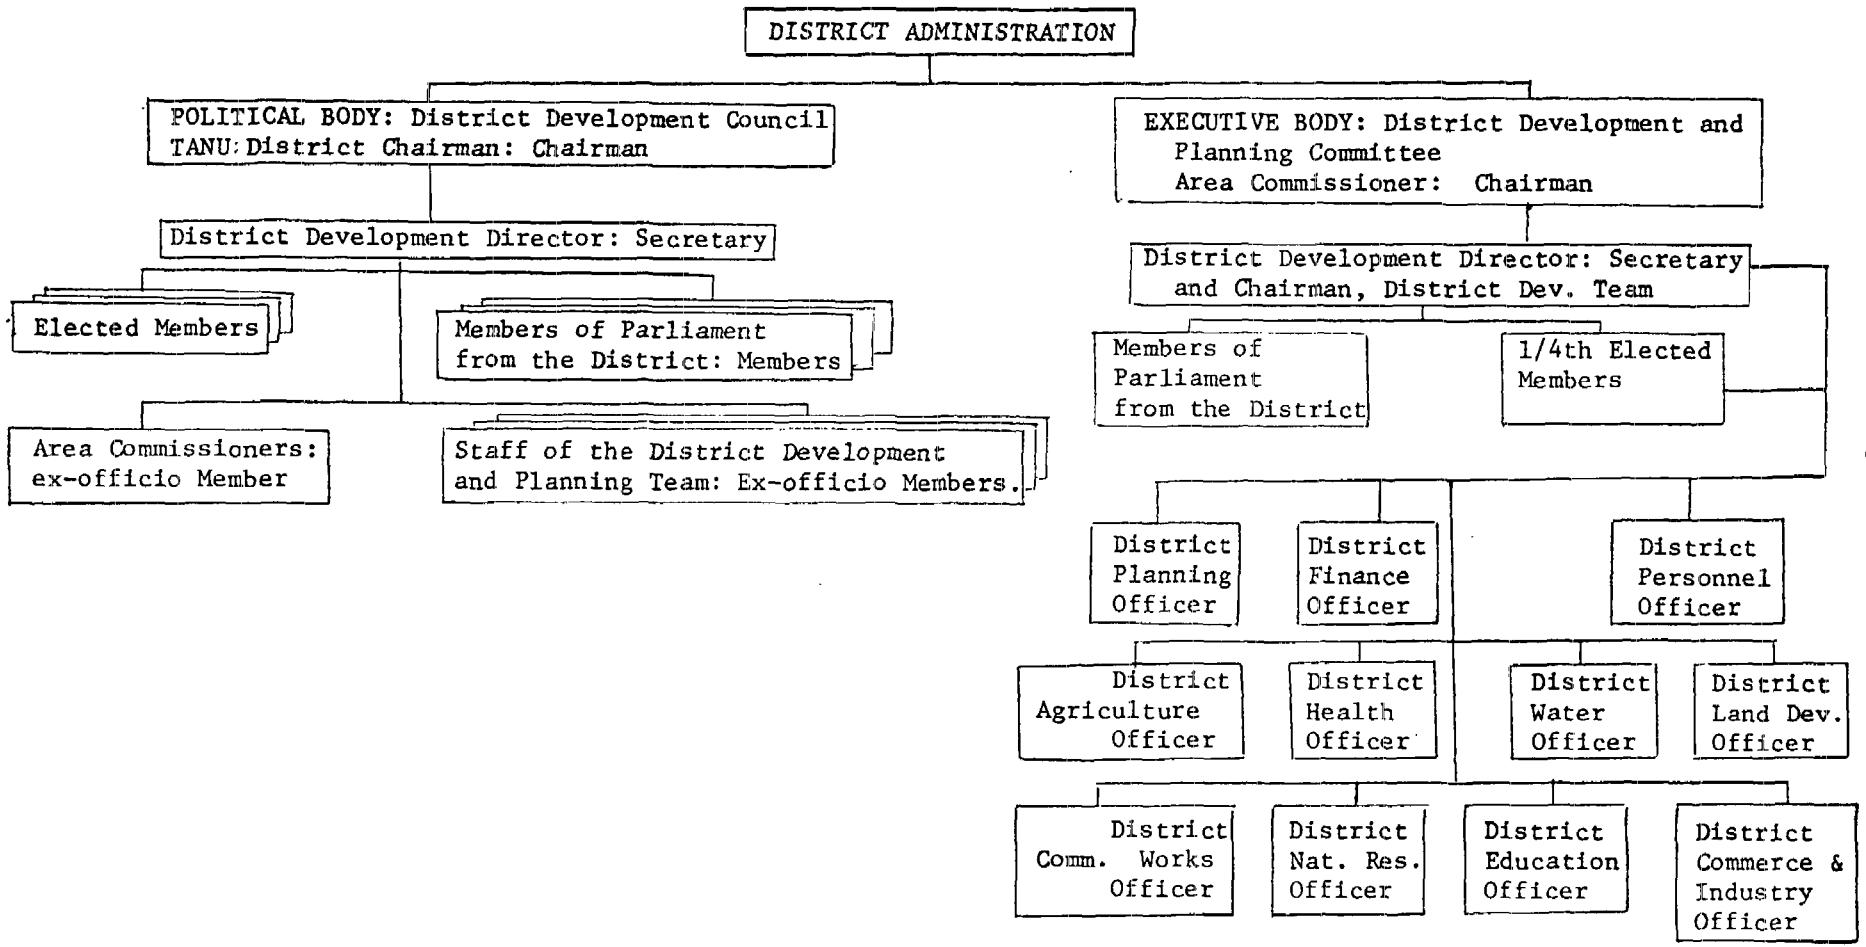 DISTRICT ADMINISTRATION
POLITICAL BODY: District Development Council
TANU: District Chairman: Chairman
EXECUTIVE BODY: District Development and
Planning Committee
Area Commissioner: Chairman
District Development Director: Secretary
District Development Director: Secretary
and Chairman, District Dev. Team
Elected Members
Members of Parliament
from the District: Members
Members of
Parliament
from the District
1/4th Elected
Members
Area Commissioners:
ex-officio Member
Staff of the District Development
and Planning Team: Ex-officio Members.
District
Planning
Officer
District
Finance
Officer
District
Personnel
Officer
District
Agriculture
Officer
District
Health
Officer
District
Water
Officer
District
Land Dev.
Officer
District
Comm. Works
Officer
District
Nat. Res.
Officer
District
Education
Officer
District
Commerce &
Industry
Officer